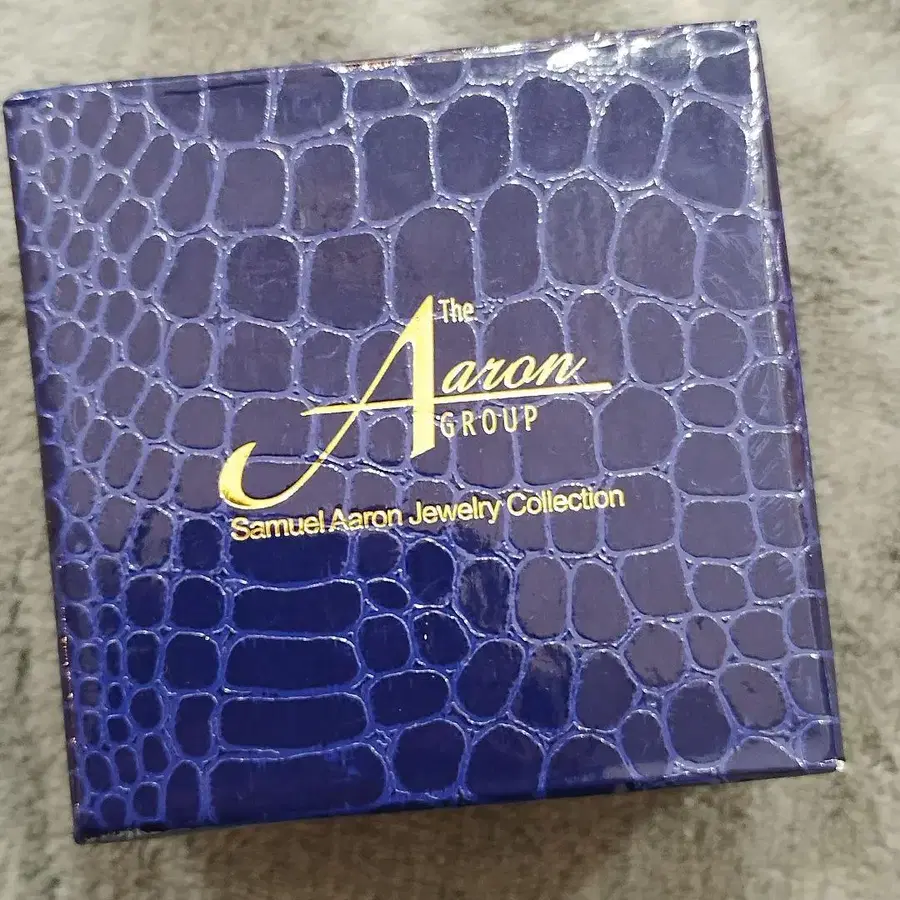 The
Aaron
GROUP
Samuel Aaron Jewelry Collection